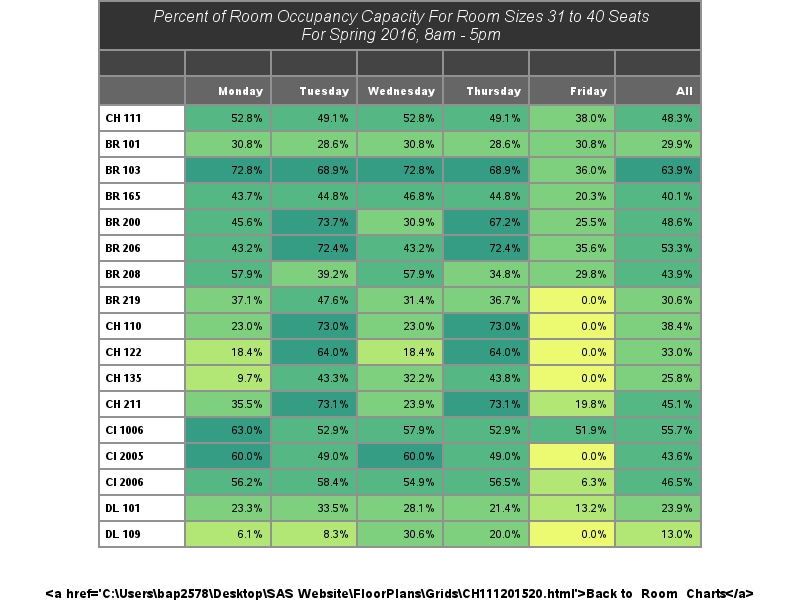 Percent of Room Occupancy Capacity For Room Sizes 31 to 40 Seats
For Spring 2016, 8am - 5pm
Monday Tuesday Wednesday Thursday Friday All
CH 111 52.8% 49.1% 52.8% 49.1% 38.0% 48.3%
BR 101 30.8% 28.6% 30.8% 28.6% 30.8% 29.9%
BR 103 72.8% 68.9% 72.8% 68.9% 36.0% 63.9%
BR 165 43.7% 44.8% 46.8% 44.8% 20.3% 40.1%
BR 200 45.6% 73.7% 30.9% 67.2% 25.5% 48.6%
BR 206 43.2% 72.4% 43.2% 72.4% 35.6% 53.3%
BR 208 57.9% 39.2% 57.9% 34.8% 29.8% 43.9%
BR 219 37.1% 47.6% 31.4% 36.7% 0.0% 30.6%
CH 110 23.0% 73.0% 23.0% 73.0% 0.0% 38.4%
CH 122 18.4% 64.0% 18.4% 64.0% 0.0% 33.0%
CH 135 9.7% 43.3% 32.2% 43.8% 0.0% 25.8%
CH 211 35.5% 73.1% 23.9% 73.1% 19.8% 45.1%
CI 1006 63.0% 52.9% 57.9% 52.9% 51.9% 55.7%
CI 2005 60.0% 49.0% 60.0% 49.0% 0.0% 43.6%
CI 2006 56.2% 58.4% 54.9% 56.5% 6.3% 46.5%
DL 101 23.3% 33.5% 28.1% 21.4% 13.2% 23.9%
DL 109 6.1% 8.3% 30.6% 20.0% 0.0% 13.0%
<a href='C:\Users\bap2578\Desktop\SAS Website\FloorPlans\Grids\CH111201520.html'>Back to Room Charts</a>